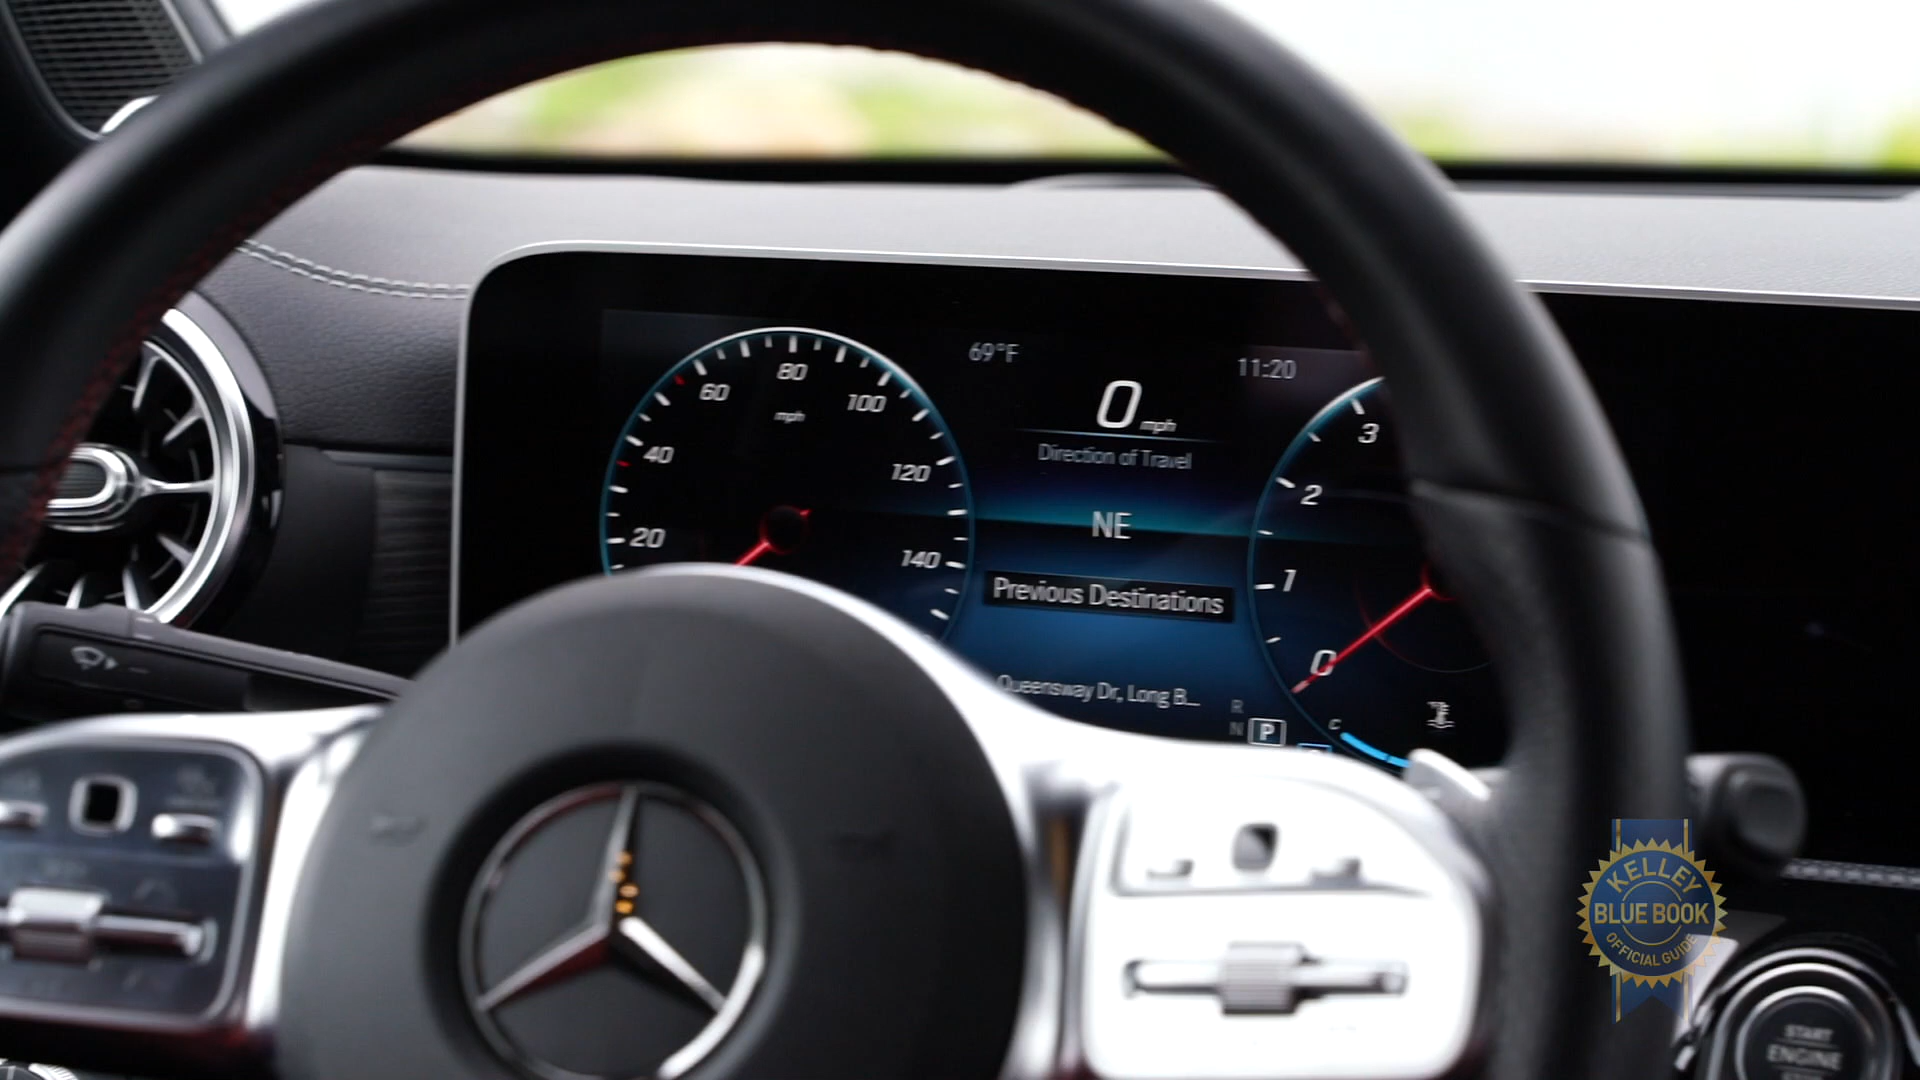 69°F
11:20
80
60
100
mph
0 mph
3
40
Direction of Travel
120
2
NE
20
140
1
Previous Destinations
0
Queensway Dr, Long B...
R
N
P
C
KELLEY
BLUE BOOK
OFFICIAL GUIDE
START
ENGINE